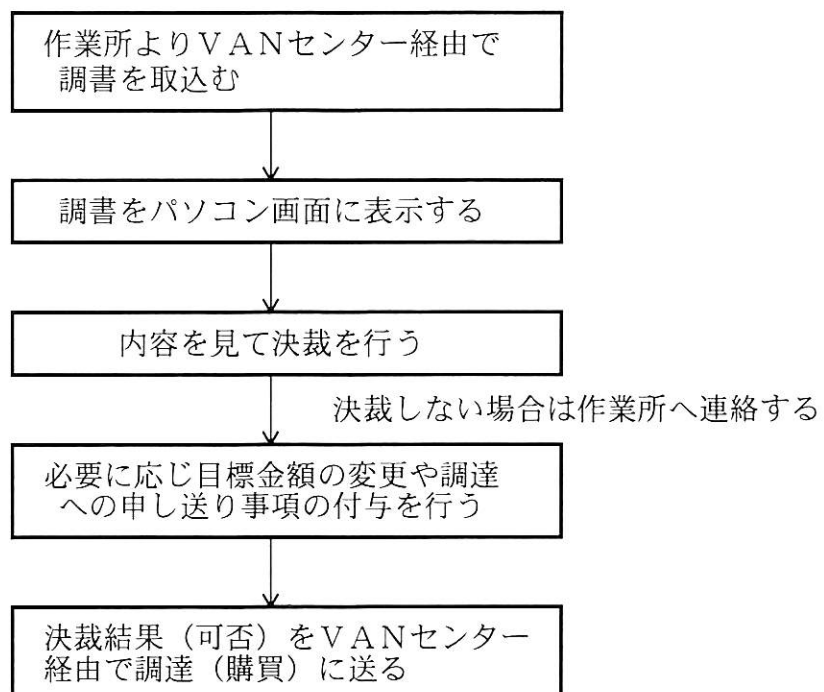 作業所よりＶＡＮセンター経由で
調書を取込む
調書をパソコン画面に表示する
内容を見て決裁を行う
決裁しない場合は作業所へ連絡する
必要に応じ目標金額の変更や調達
への申し送り事項の付与を行う
決裁結果（可否）をＶＡＮセンター
経由で調達（購買）に送る